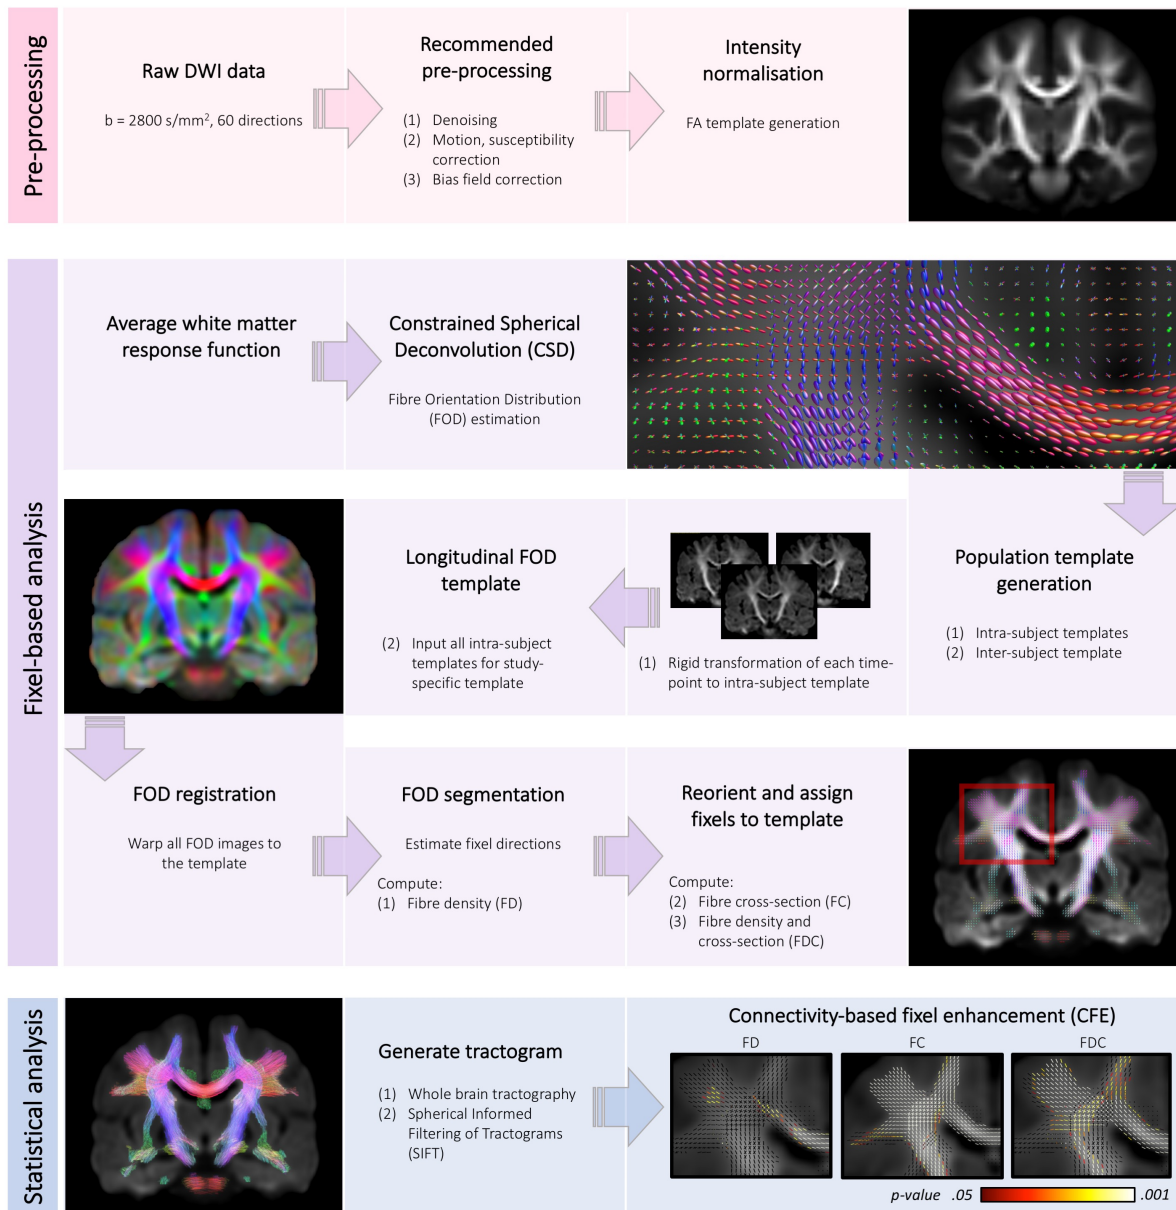 Pre-processing
Raw DWI data
b = 2800 s/mm², 60 directions
Recommended
pre-processing
(1) Denoising
(2) Motion, susceptibility
correction
(3) Bias field correction
Intensity
normalisation
FA template generation
Fixel-based analysis
Average white matter
response function
Constrained Spherical
Deconvolution (CSD)
Fibre Orientation Distribution
(FOD) estimation
Population template
generation
(1) Intra-subject templates
(2) Inter-subject template
(1) Rigid transformation of each time-
point to intra-subject template
Longitudinal FOD
template
(2) Input all intra-subject
templates for study-
specific template
FOD registration
Warp all FOD images to
the template
FOD segmentation
Estimate fixel directions
Compute:
(1) Fibre density (FD)
Reorient and assign
fixels to template
Compute:
(2) Fibre cross-section (FC)
(3) Fibre density and
cross-section (FDC)
Statistical analysis
Generate tractogram
(1) Whole brain tractography
(2) Spherical Informed
Filtering of Tractograms
(SIFT)
Connectivity-based fixel enhancement (CFE)
FD FC FDC
p-value .05 .001